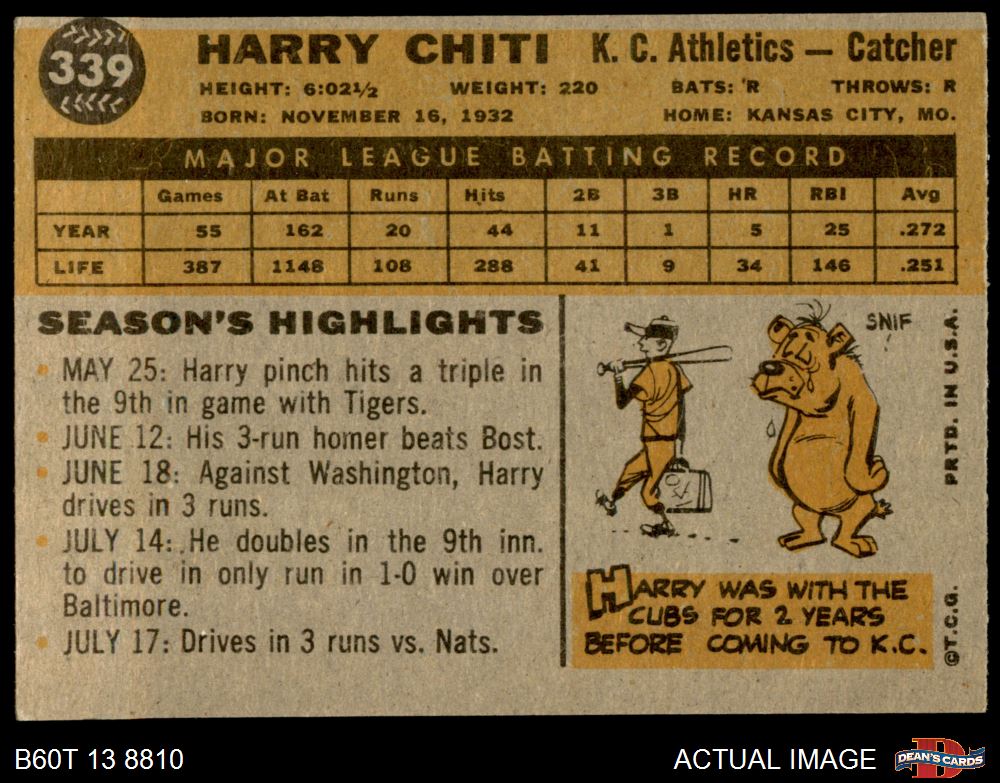 339
HARRY CHITI K. C. Athletics — Catcher
HEIGHT: 6:02½ WEIGHT: 220 BATS: R THROWS: R
BORN: NOVEMBER 16, 1932 HOME: KANSAS CITY, MO.
MAJOR LEAGUE BATTING RECORD
Games At Bat Runs Hits 2B 3B HR RBI Avg
YEAR 55 162 20 44 11 1 5 25 .272
LIFE 387 1146 108 288 41 9 34 146 .251
SEASON'S HIGHLIGHTS
MAY 25: Harry pinch hits a triple in
the 9th in game with Tigers.
JUNE 12: His 3-run homer beats Bost.
JUNE 18: Against Washington, Harry
drives in 3 runs.
JULY 14: He doubles in the 9th inn.
to drive in only run in 1-0 win over
Baltimore.
JULY 17: Drives in 3 runs vs. Nats.
SNIF
HARRY WAS WITH THE
CUBS FOR 2 YEARS
BEFORE COMING TO K.C.
©T.C.G. PRTD. IN U.S.A.
B60T 13 8810 ACTUAL IMAGE
DEAN'S CARDS